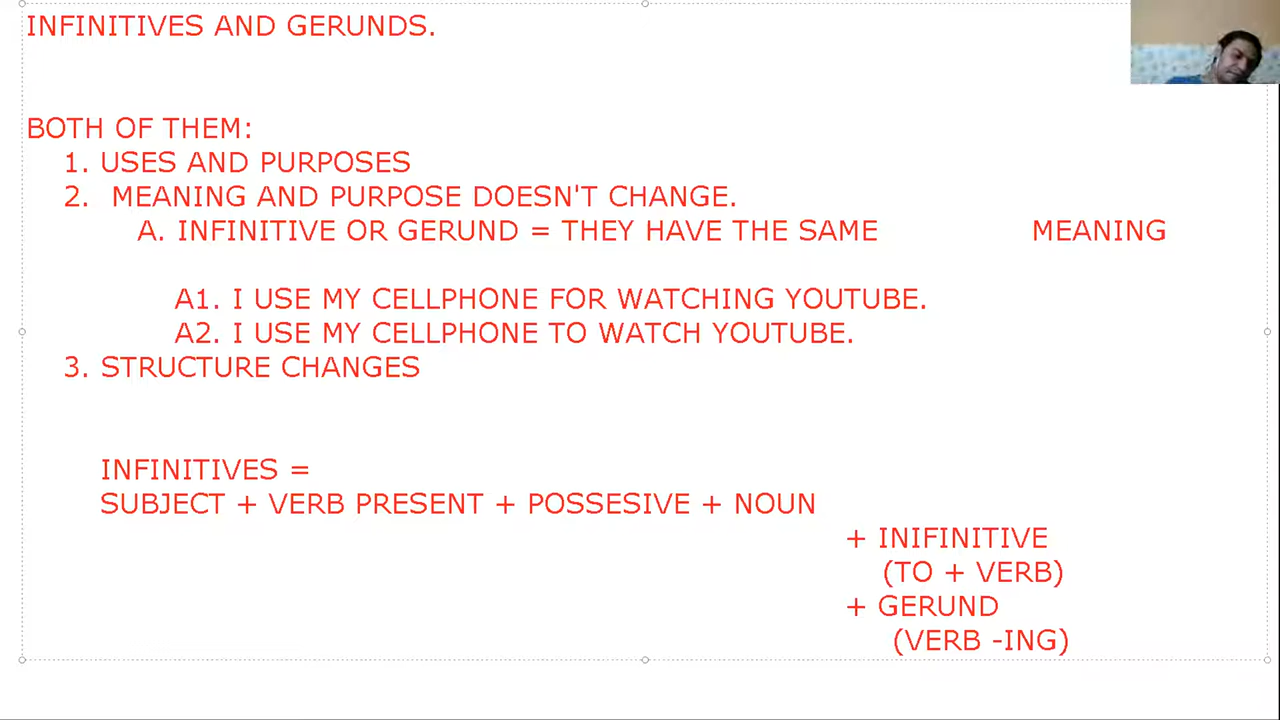 INFINITIVES AND GERUNDS.
BOTH OF THEM:
1. USES AND PURPOSES
2. MEANING AND PURPOSE DOESN'T CHANGE.
A. INFINITIVE OR GERUND = THEY HAVE THE SAME MEANING
A1. I USE MY CELLPHONE FOR WATCHING YOUTUBE.
A2. I USE MY CELLPHONE TO WATCH YOUTUBE.
3. STRUCTURE CHANGES
INFINITIVES =
SUBJECT + VERB PRESENT + POSSESIVE + NOUN
+ INIFINITIVE
(TO + VERB)
+ GERUND
(VERB -ING)